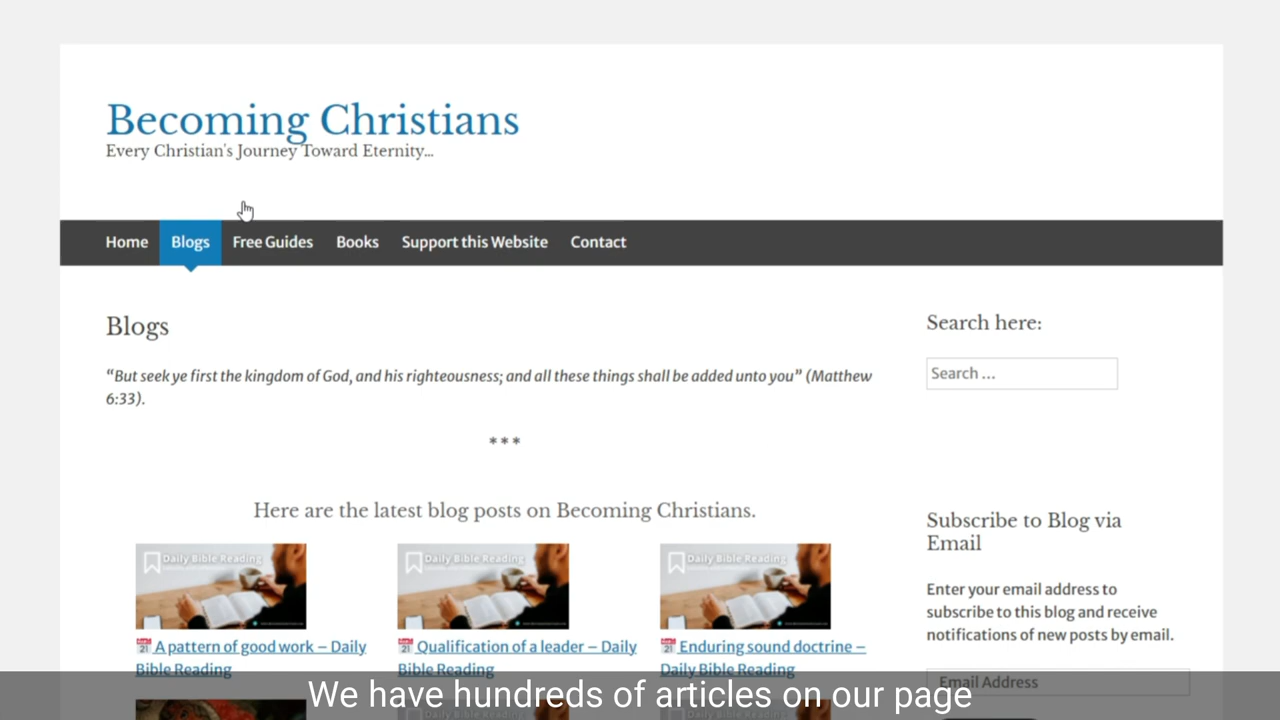 Becoming Christians
Every Christian's Journey Toward Eternity...
Home Blogs Free Guides Books Support this Website Contact
Blogs
“But seek ye first the kingdom of God, and his righteousness; and all these things shall be added unto you” (Matthew
6:33).
***
Here are the latest blog posts on Becoming Christians.
Daily Bible Reading
Daily Bible Reading
Daily Bible Reading
A pattern of good work – Daily
Bible Reading
Qualification of a leader – Daily
Bible Reading
Enduring sound doctrine –
Daily Bible Reading
Search here:
Search ...
Subscribe to Blog via
Email
Enter your email address to
subscribe to this blog and receive
notifications of new posts by email.
Email Address
We have hundreds of articles on our page